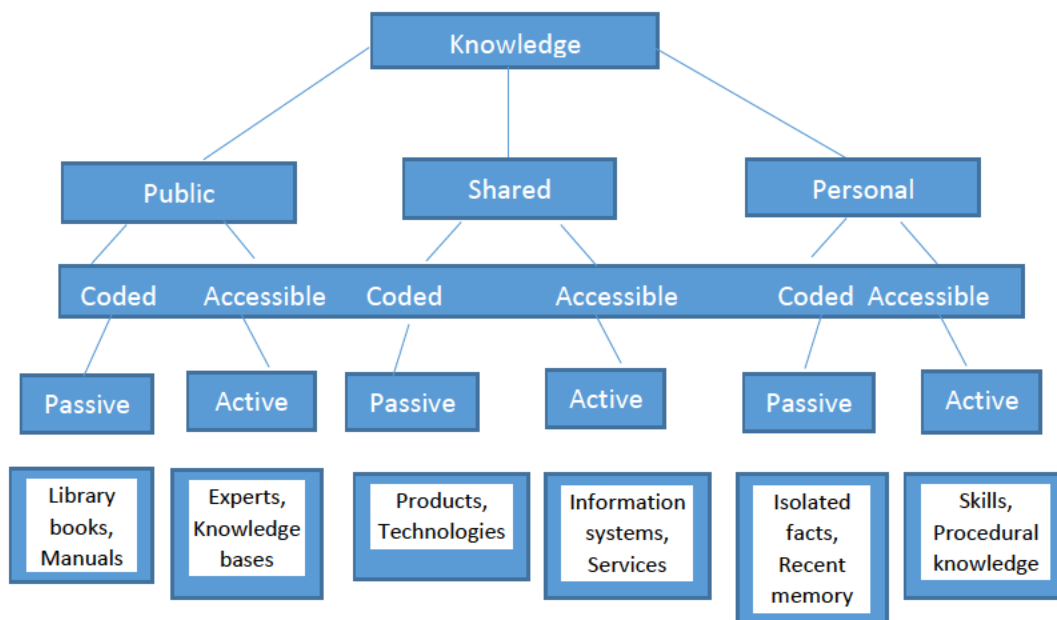 Knowledge
Public
Shared
Personal
Coded Accessible Coded Accessible Coded Accessible
Passive
Active
Passive
Active
Passive
Active
Library
books,
Manuals
Experts,
Knowledge
bases
Products,
Technologies
Information
systems,
Services
Isolated
facts,
Recent
memory
Skills,
Procedural
knowledge